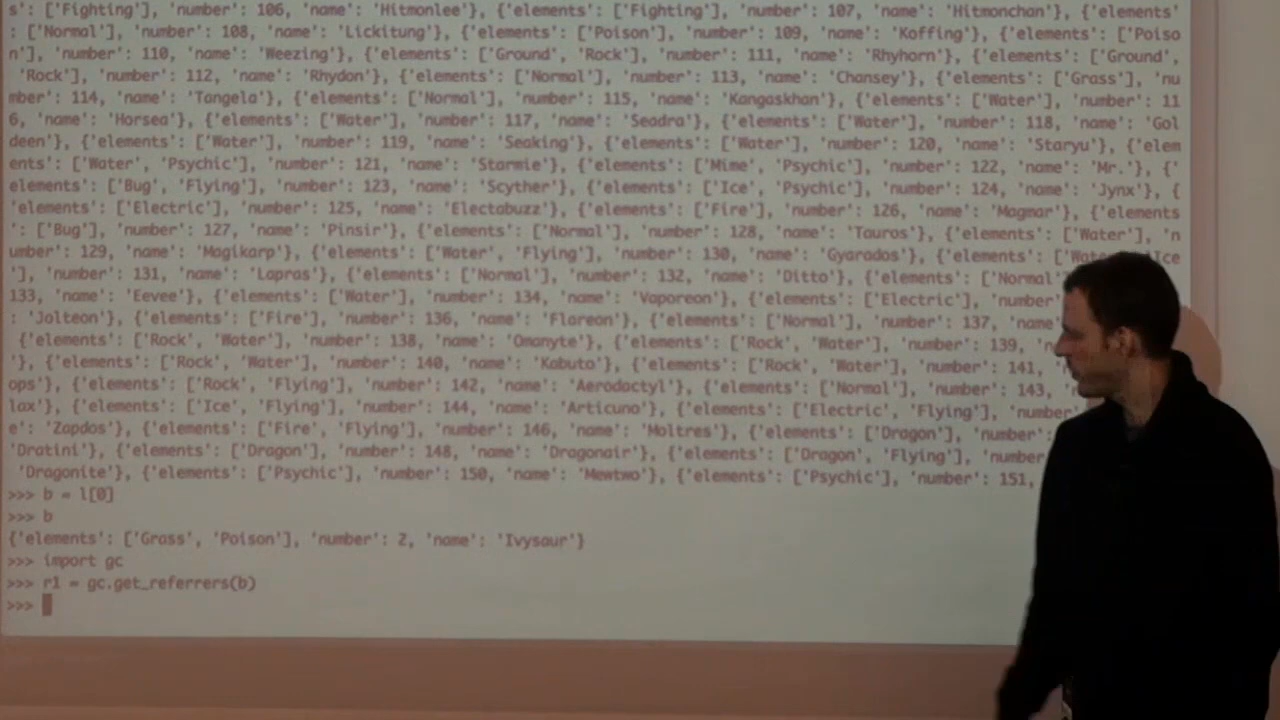 s': ['Fighting'], 'number': 106, 'name': 'Hitmonlee'}, {'elements': ['Fighting'], 'number': 107, 'name': 'Hitmonchan'}, {'elements'
: ['Normal'], 'number': 108, 'name': 'Lickitung'}, {'elements': ['Poison'], 'number': 109, 'name': 'Koffing'}, {'elements': ['Poiso
n'], 'number': 110, 'name': 'Weezing'}, {'elements': ['Ground', 'Rock'], 'number': 111, 'name': 'Rhyhorn'}, {'elements': ['Ground',
'Rock'], 'number': 112, 'name': 'Rhydon'}, {'elements': ['Normal'], 'number': 113, 'name': 'Chansey'}, {'elements': ['Grass'], 'nu
mber': 114, 'name': 'Tangela'}, {'elements': ['Normal'], 'number': 115, 'name': 'Kangaskhan'}, {'elements': ['Water'], 'number': 11
6, 'name': 'Horsea'}, {'elements': ['Water'], 'number': 117, 'name': 'Seadra'}, {'elements': ['Water'], 'number': 118, 'name': 'Gol
deen'}, {'elements': ['Water'], 'number': 119, 'name': 'Seaking'}, {'elements': ['Water'], 'number': 120, 'name': 'Staryu'}, {'elem
ents': ['Water', 'Psychic'], 'number': 121, 'name': 'Starmie'}, {'elements': ['Mime', 'Psychic'], 'number': 122, 'name': 'Mr.'}, {'
elements': ['Bug', 'Flying'], 'number': 123, 'name': 'Scyther'}, {'elements': ['Ice', 'Psychic'], 'number': 124, 'name': 'Jynx'}, {
'elements': ['Electric'], 'number': 125, 'name': 'Electabuzz'}, {'elements': ['Fire'], 'number': 126, 'name': 'Magmar'}, {'elements
': ['Bug'], 'number': 127, 'name': 'Pinsir'}, {'elements': ['Normal'], 'number': 128, 'name': 'Tauros'}, {'elements': ['Water'], 'n
umber': 129, 'name': 'Magikarp'}, {'elements': ['Water', 'Flying'], 'number': 130, 'name': 'Gyarados'}, {'elements': ['Water 'Ice
'], 'number': 131, 'name': 'Lapras'}, {'elements': ['Normal'], 'number': 132, 'name': 'Ditto'}, {'elements': ['Normal'
133, 'name': 'Eevee'}, {'elements': ['Water'], 'number': 134, 'name': 'Vaporeon'}, {'elements': ['Electric'], 'number'
: 'Jolteon'}, {'elements': ['Fire'], 'number': 136, 'name': 'Flareon'}, {'elements': ['Normal'], 'number': 137, 'name'
{'elements': ['Rock', 'Water'], 'number': 138, 'name': 'Omanyte'}, {'elements': ['Rock', 'Water'], 'number': 139,
'}, {'elements': ['Rock', 'Water'], 'number': 140, 'name': 'Kabuto'}, {'elements': ['Rock', 'Water'], 'number': 141,
ops'}, {'elements': ['Rock', 'Flying'], 'number': 142, 'name': 'Aerodactyl'}, {'elements': ['Normal'], 'number': 143,
lax'}, {'elements': ['Ice', 'Flying'], 'number': 144, 'name': 'Articuno'}, {'elements': ['Electric', 'Flying'], 'number'
e': 'Zapdos'}, {'elements': ['Fire', 'Flying'], 'number': 146, 'name': 'Moltres'}, {'elements': ['Dragon'], 'number':
'Dratini'}, {'elements': ['Dragon'], 'number': 148, 'name': 'Dragonair'}, {'elements': ['Dragon', 'Flying'], 'number'
'Dragonite'}, {'elements': ['Psychic'], 'number': 150, 'name': 'Mewtwo'}, {'elements': ['Psychic'], 'number': 151,
>>> b = l[0]
>>> b
{'elements': ['Grass', 'Poison'], 'number': 2, 'name': 'Ivysaur'}
>>> import gc
>>> r1 = gc.get_referrers(b)
>>>